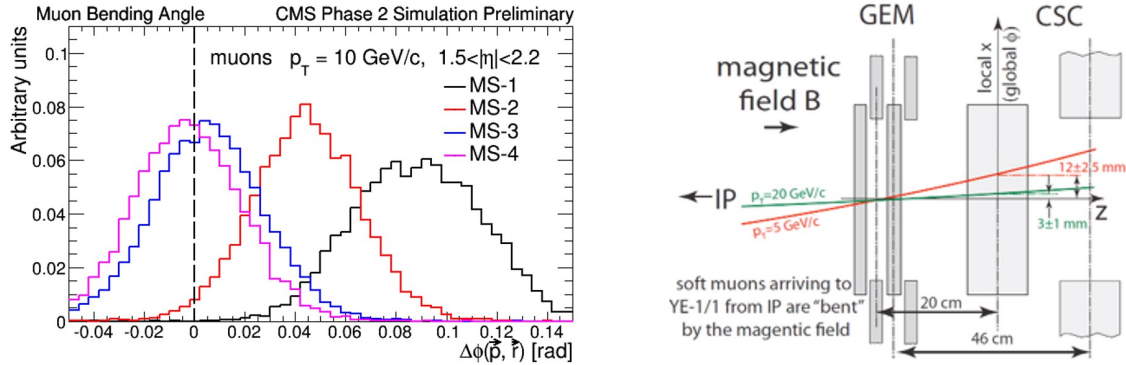 Muon Bending Angle CMS Phase 2 Simulation Preliminary
Arbitrary units
0.1
0.08
0.06
0.04
0.02
0
muons p_T = 10 GeV/c, 1.5<|η|<2.2
MS-1
MS-2
MS-3
MS-4
-0.04 -0.02 0 0.02 0.04 0.06 0.08 0.1 0.12 0.14
Δϕ(p⃗, r⃗) [rad]
GEM CSC
magnetic
field B
local x
(global ϕ)
IP
p_T=20 GeV/c
p_T=5 GeV/c
12±2.5 mm
Z
3±1 mm
soft muons arriving to
YE-1/1 from IP are “bent”
by the magentic field
20 cm
46 cm